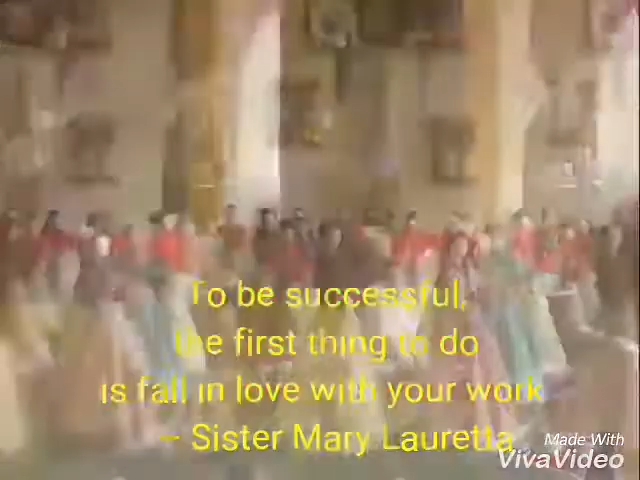 To be successful,
the first thing to do
is fall in love with your work
— Sister Mary Lauretta
Made With
VivaVideo